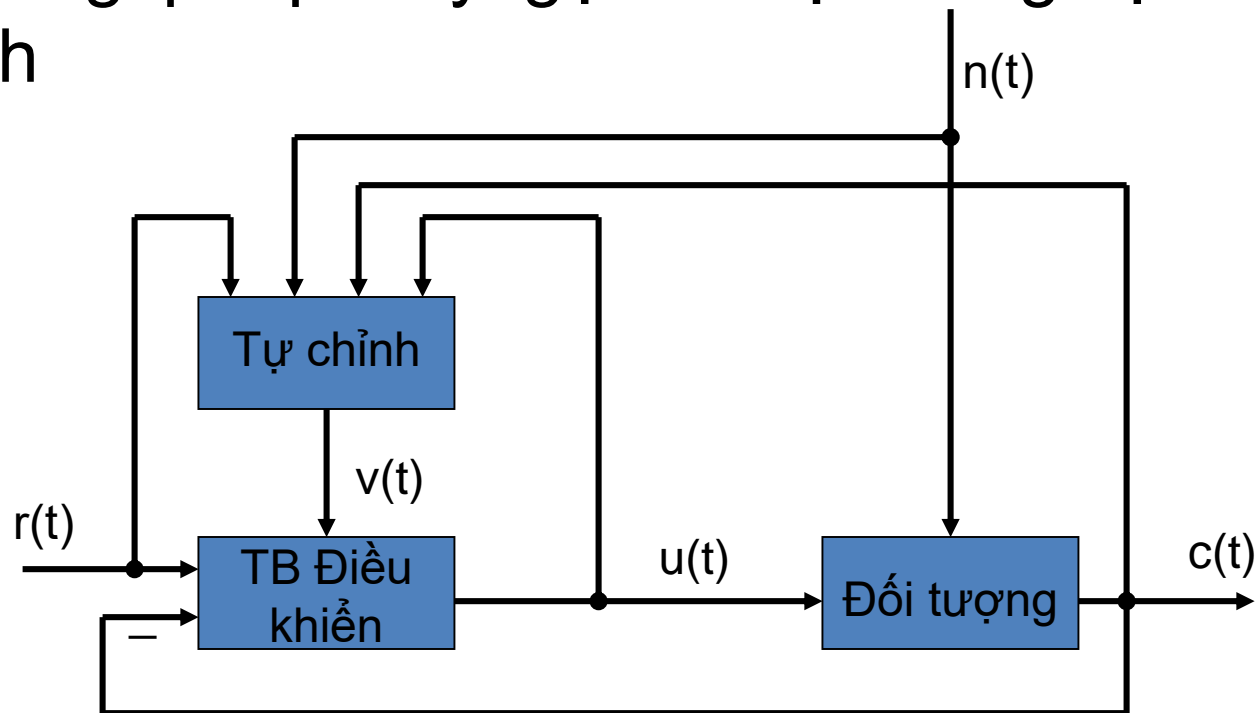 h
n(t)
Tự chỉnh
v(t)
r(t)
TB Điều
khiển
u(t)
Đối tượng
c(t)
_